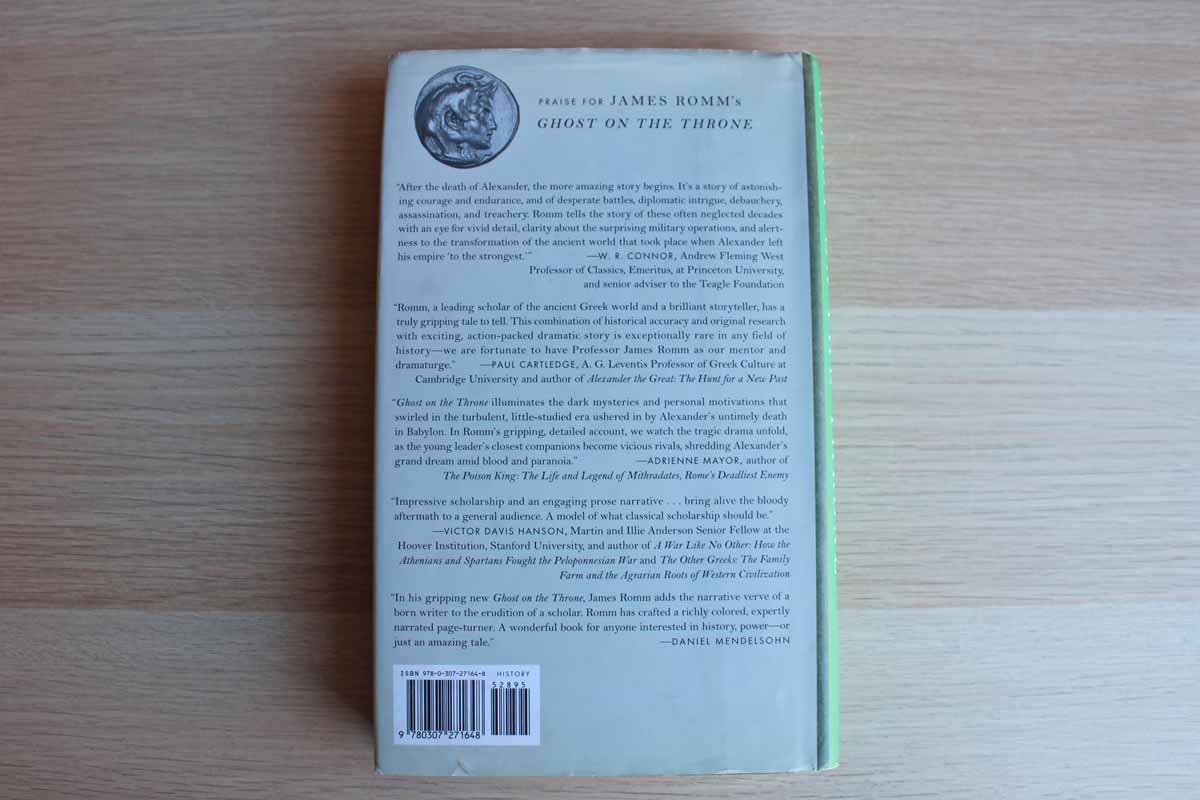 PRAISE FOR JAMES ROMM's
GHOST ON THE THRONE
“After the death of Alexander, the more amazing story begins. It’s a story of astonish-
ing courage and endurance, and of desperate battles, diplomatic intrigue, debauchery,
assassination, and treachery. Romm tells the story of these often neglected decades
with an eye for vivid detail, clarity about the surprising military operations, and alert-
ness to the transformation of the ancient world that took place when Alexander left
his empire ‘to the strongest.’” —W. R. CONNOR, Andrew Fleming West
Professor of Classics, Emeritus, at Princeton University,
and senior adviser to the Teagle Foundation
“Romm, a leading scholar of the ancient Greek world and a brilliant storyteller, has a
truly gripping tale to tell. This combination of historical accuracy and original research
with exciting, action-packed dramatic story is exceptionally rare in any field of
history—we are fortunate to have Professor James Romm as our mentor and
dramaturge.” —PAUL CARTLEDGE, A. G. Leventis Professor of Greek Culture at
Cambridge University and author of Alexander the Great: The Hunt for a New Past
“Ghost on the Throne illuminates the dark mysteries and personal motivations that
swirled in the turbulent, little-studied era ushered in by Alexander’s untimely death
in Babylon. In Romm’s gripping, detailed account, we watch the tragic drama unfold,
as the young leader’s closest companions become vicious rivals, shredding Alexander’s
grand dream amid blood and paranoia.” —ADRIENNE MAYOR, author of
The Poison King: The Life and Legend of Mithradates, Rome’s Deadliest Enemy
“Impressive scholarship and an engaging prose narrative . . . bring alive the bloody
aftermath to a general audience. A model of what classical scholarship should be.”
—VICTOR DAVIS HANSON, Martin and Illie Anderson Senior Fellow at the
Hoover Institution, Stanford University, and author of A War Like No Other: How the
Athenians and Spartans Fought the Peloponnesian War and The Other Greeks: The Family
Farm and the Agrarian Roots of Western Civilization
“In his gripping new Ghost on the Throne, James Romm adds the narrative verve of a
born writer to the erudition of a scholar. Romm has crafted a richly colored, expertly
narrated page-turner. A wonderful book for anyone interested in history, power—or
just an amazing tale.” —DANIEL MENDELSOHN
ISBN 978-0-307-27164-8 HISTORY
52895
9 780307 271648